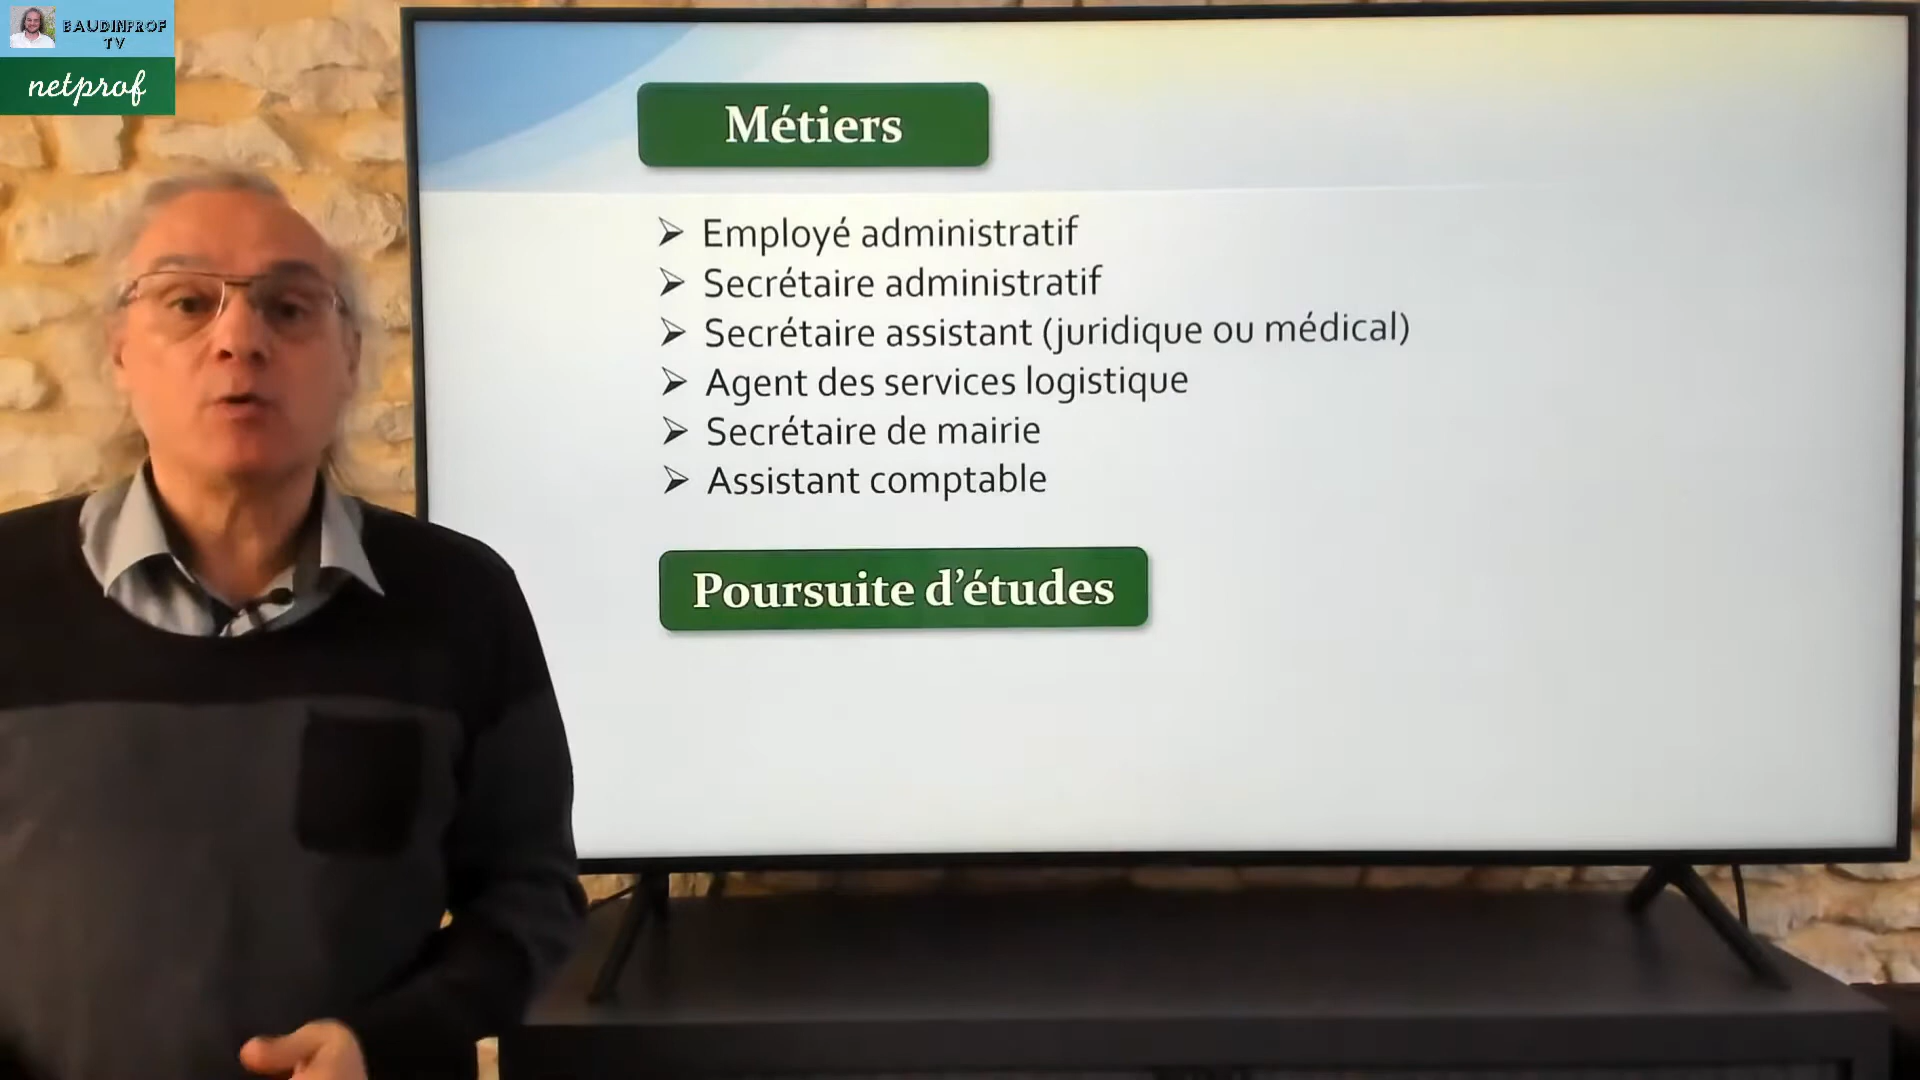 BAUDINPROF
TV
netprof
Métiers
➢ Employé administratif
➢ Secrétaire administratif
➢ Secrétaire assistant (juridique ou médical)
➢ Agent des services logistique
➢ Secrétaire de mairie
➢ Assistant comptable
Poursuite d’études